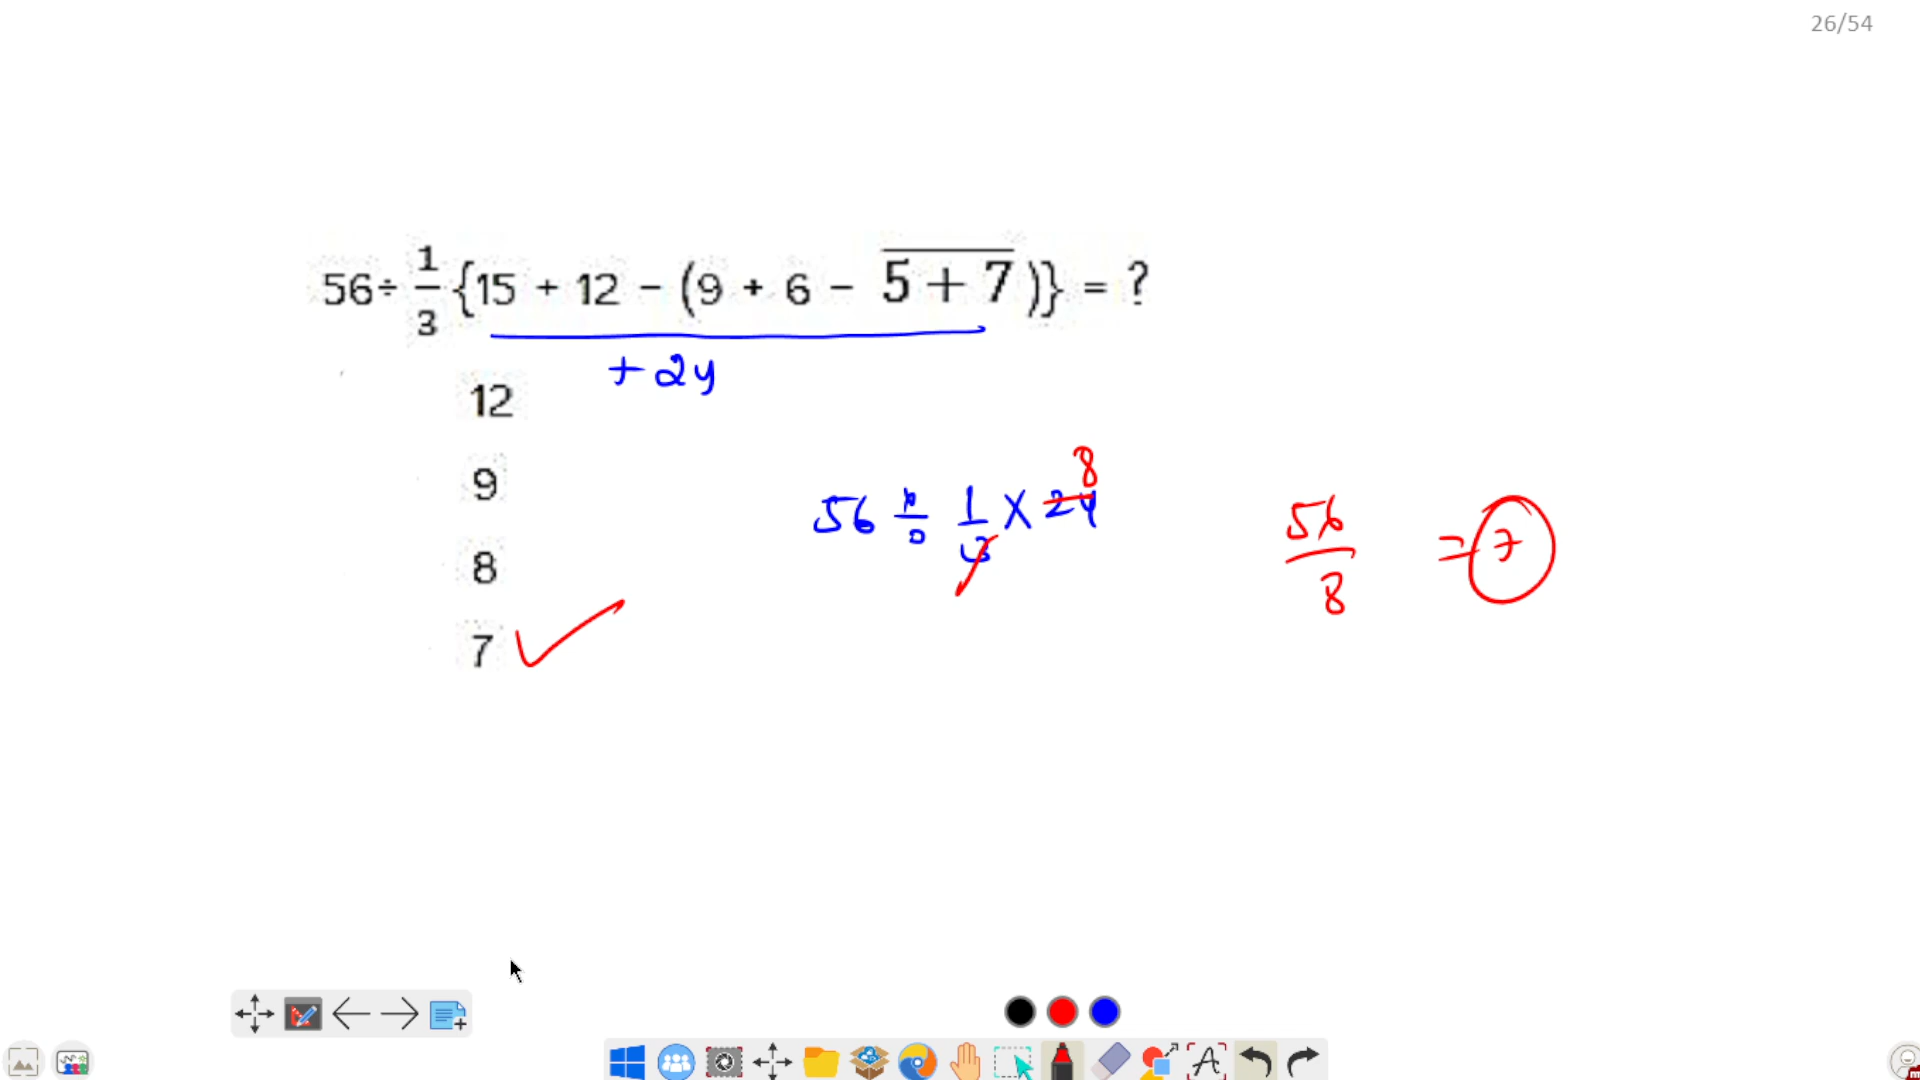 26/54
56÷ 1/3 {15 + 12 − (9 + 6 − 5 + 7)} = ?
+ 24
12
9
8
7
8
56 ÷ 1/3 × 24
56/8 = 7
A